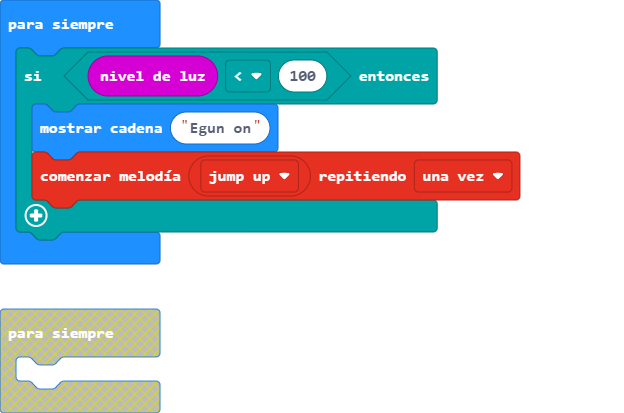 para siempre
si nivel de luz < 100 entonces
mostrar cadena "Egun on"
comenzar melodía jump up repitiendo una vez
para siempre